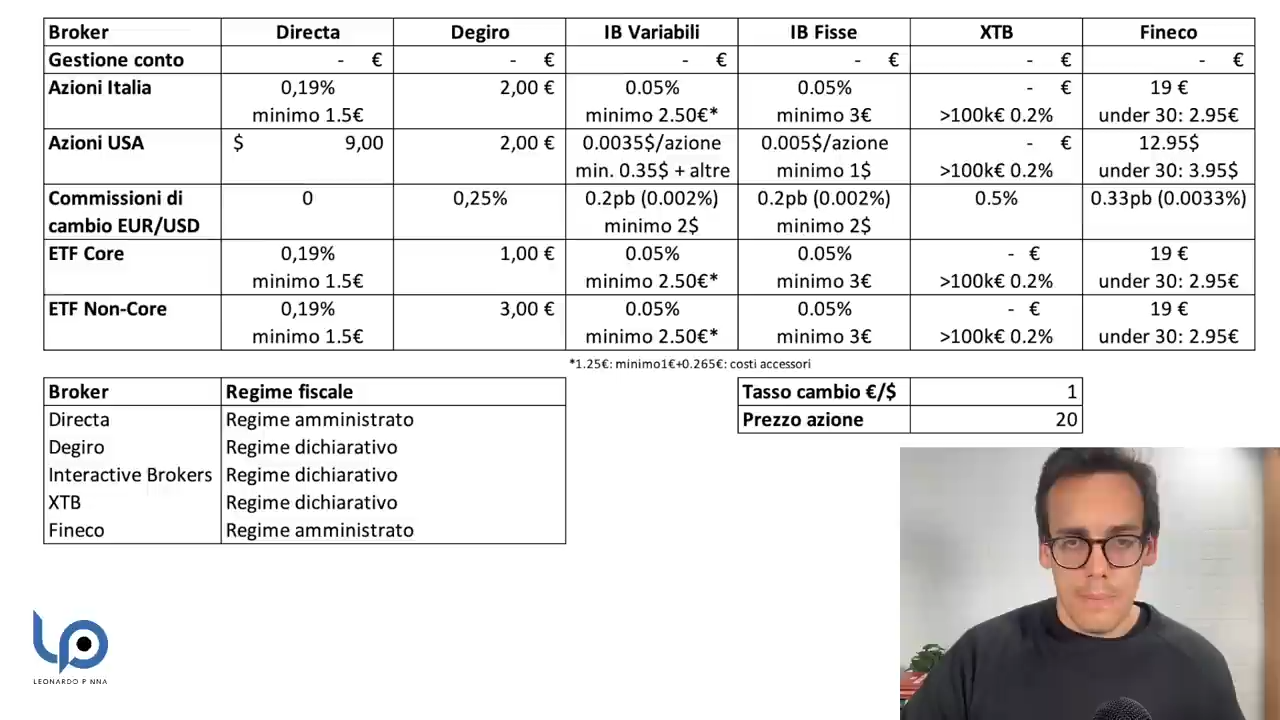 Broker Directa Degiro IB Variabili IB Fisse XTB Fineco
Gestione conto - € - € - € - € - € - €
Azioni Italia 0,19% 2,00 € 0.05% 0.05% - € 19 €
minimo 1.5€ minimo 2.50€* minimo 3€ >100k€ 0.2% under 30: 2.95€
Azioni USA $ 9,00 2,00 € 0.0035$/azione 0.005$/azione - € 12.95$
min. 0.35$ + altre minimo 1$ >100k€ 0.2% under 30: 3.95$
Commissioni di 0 0,25% 0.2pb (0.002%) 0.2pb (0.002%) 0.5% 0.33pb (0.0033%)
cambio EUR/USD minimo 2$ minimo 2$
ETF Core 0,19% 1,00 € 0.05% 0.05% - € 19 €
minimo 1.5€ minimo 2.50€* minimo 3€ >100k€ 0.2% under 30: 2.95€
ETF Non-Core 0,19% 3,00 € 0.05% 0.05% - € 19 €
minimo 1.5€ minimo 2.50€* minimo 3€ >100k€ 0.2% under 30: 2.95€
*1.25€: minimo1€+0.265€: costi accessori
Broker Regime fiscale
Directa Regime amministrato
Degiro Regime dichiarativo
Interactive Brokers Regime dichiarativo
XTB Regime dichiarativo
Fineco Regime amministrato
Tasso cambio €/$ 1
Prezzo azione 20
LEONARDO P NNA